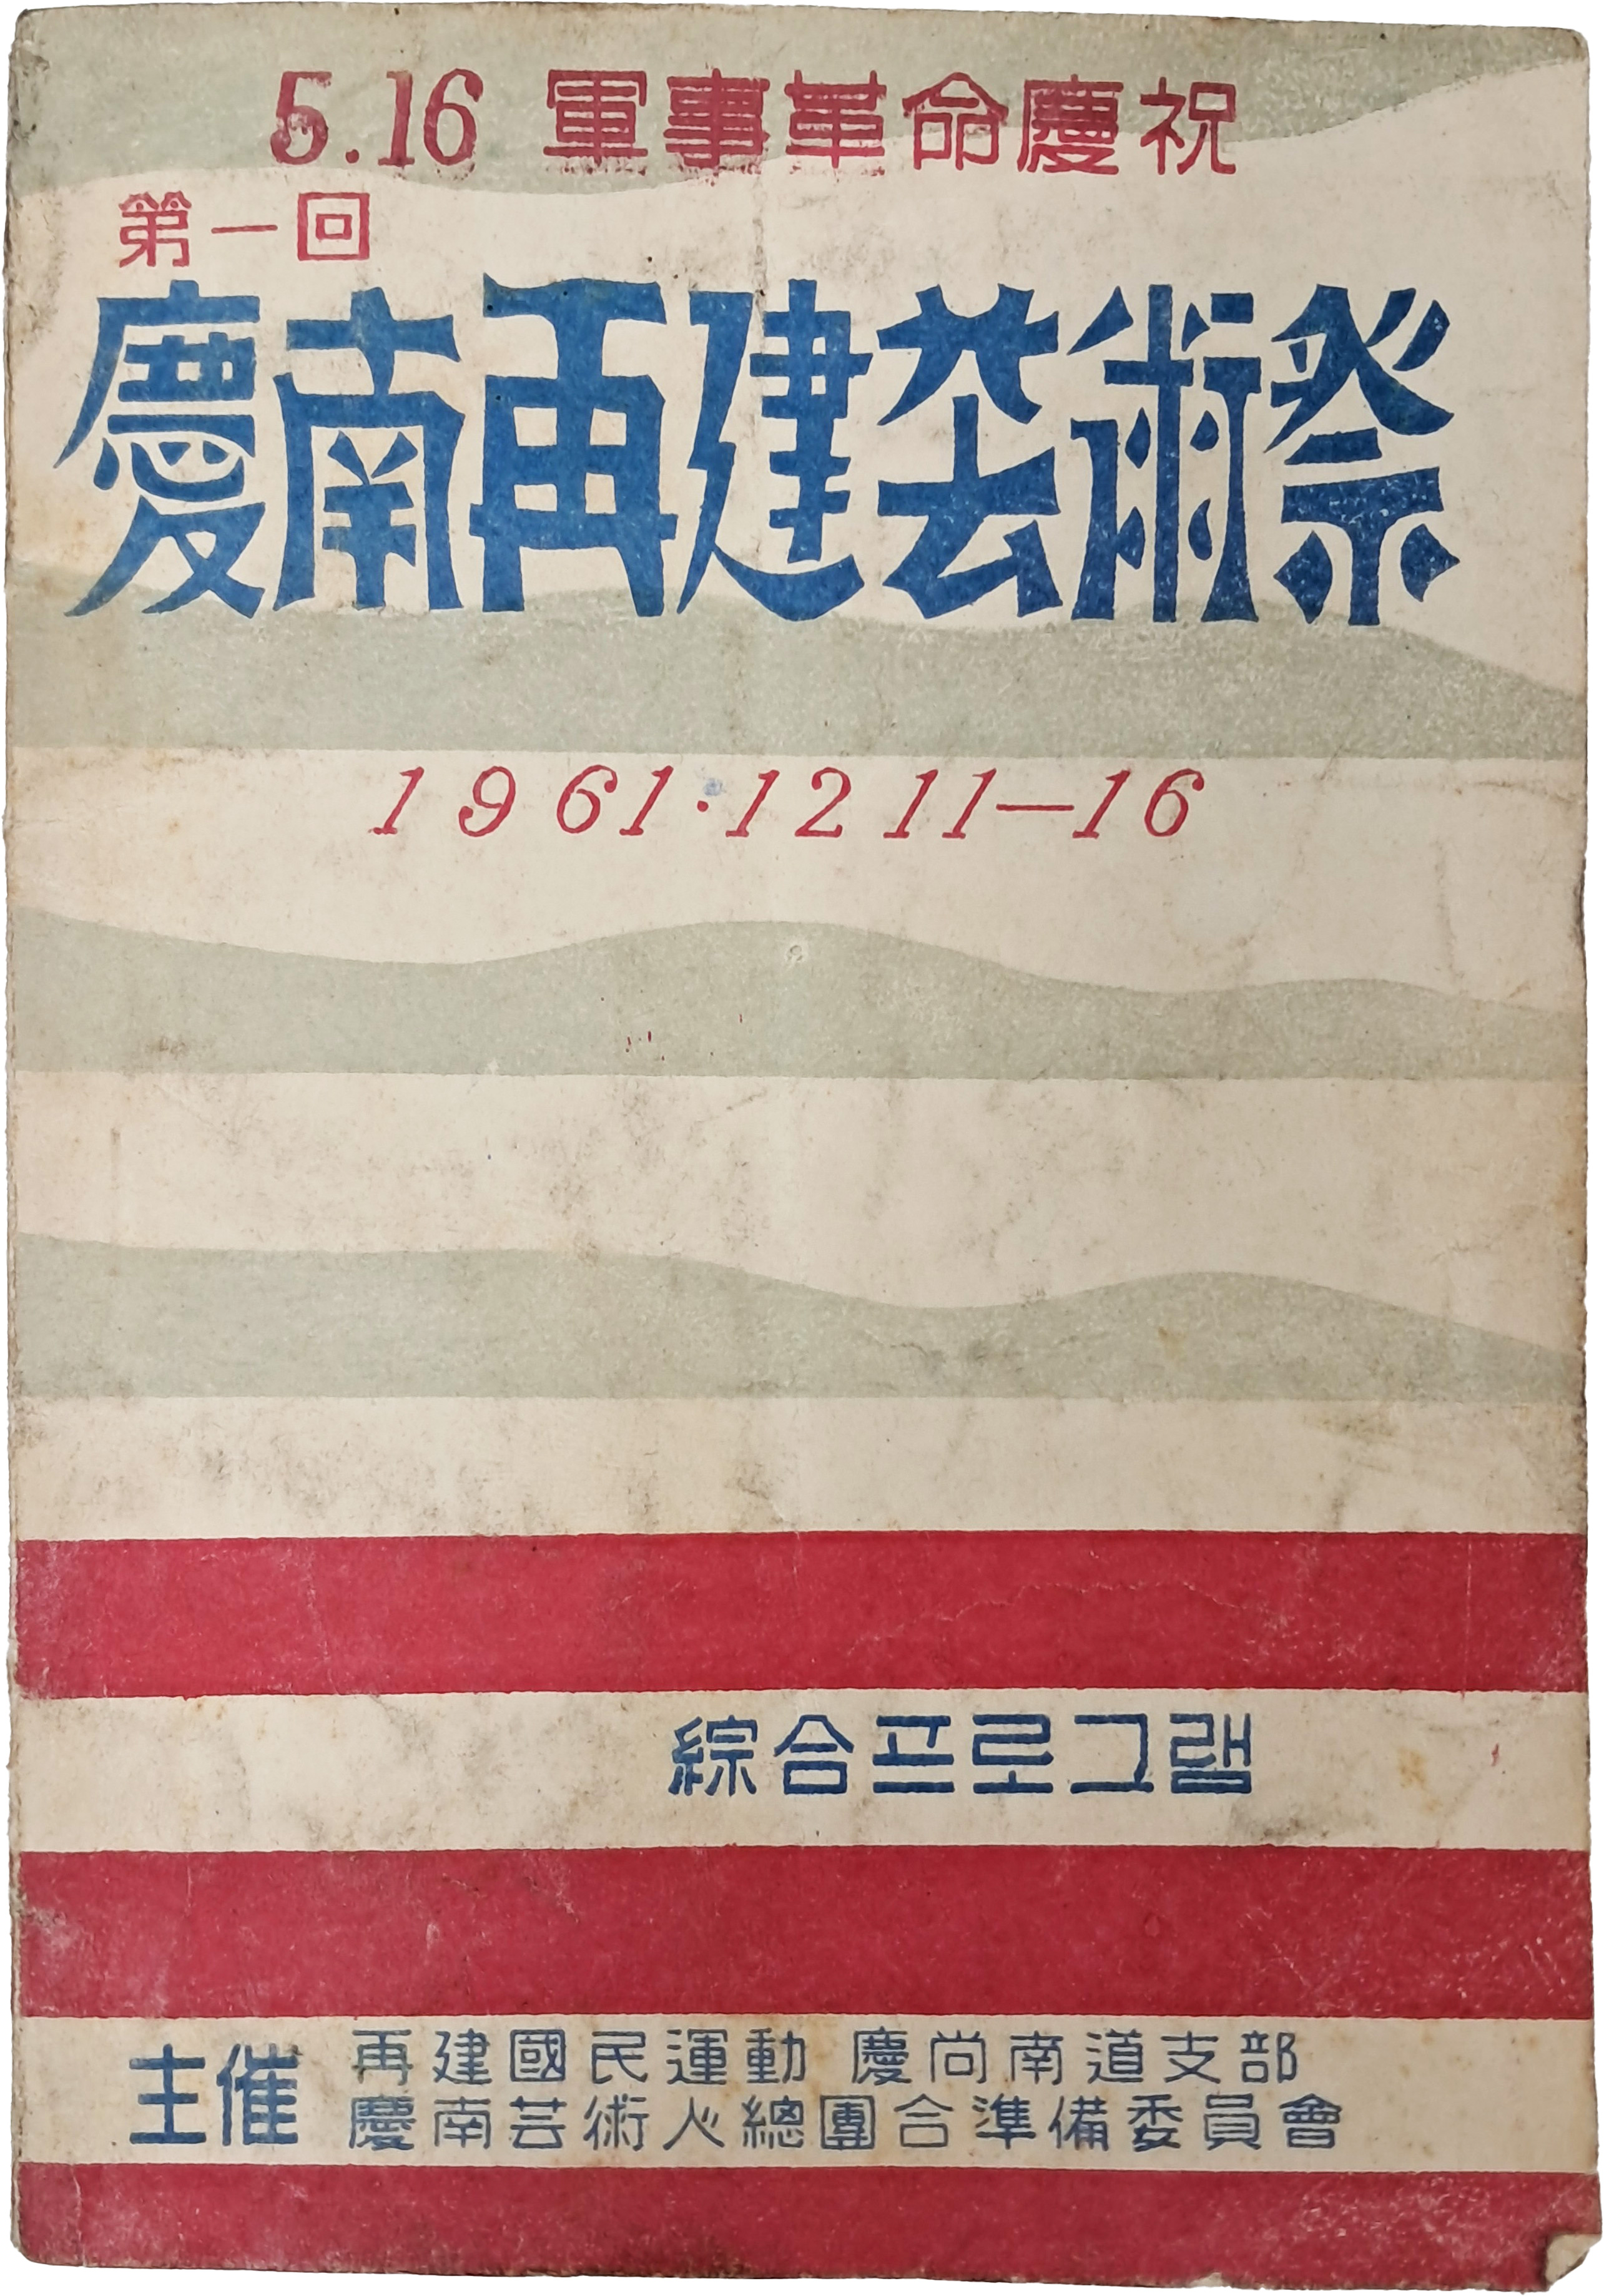 5.16 軍事革命慶祝
第一回
慶南再建芸術祭
1961·12 11—16
綜合프로그램
主催 再建國民運動 慶尚南道支部
慶南芸術人總團合準備委員會